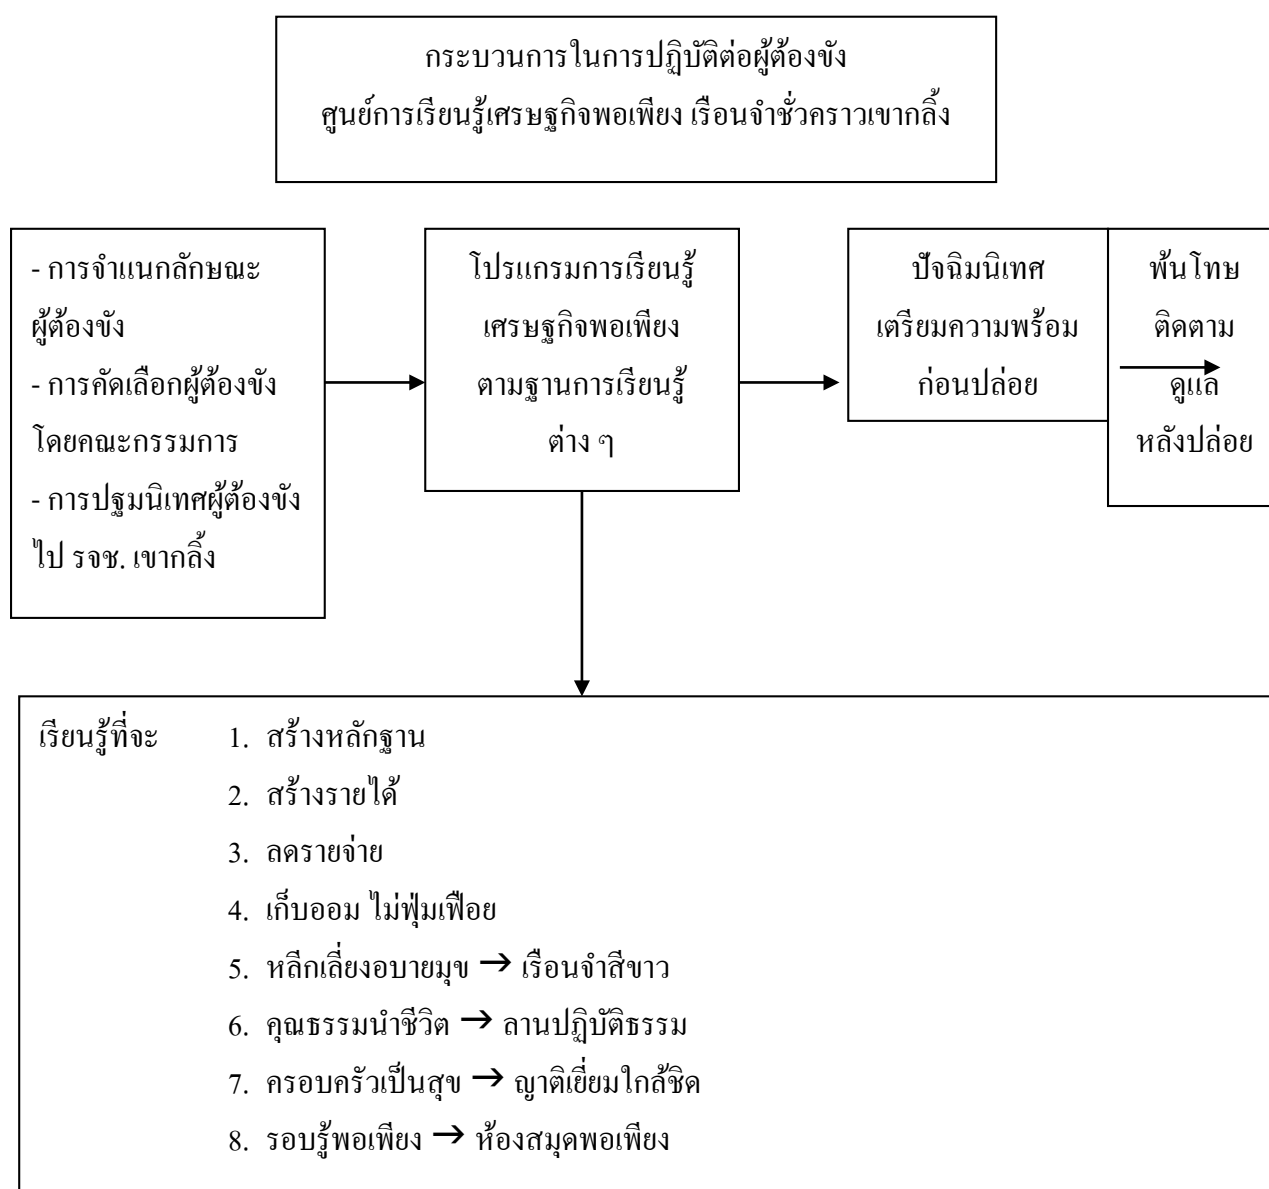 กระบวนการในการปฏิบัติต่อผู้ต้องขัง
ศูนย์การเรียนรู้เศรษฐกิจพอเพียง เรือนจำชั่วคราวเขากลิ้ง
- การจำแนกลักษณะ
ผู้ต้องขัง
- การคัดเลือกผู้ต้องขัง
โดยคณะกรรมการ
- การปฐมนิเทศผู้ต้องขัง
ไป รจช. เขากลิ้ง
โปรแกรมการเรียนรู้
เศรษฐกิจพอเพียง
ตามฐานการเรียนรู้
ต่าง ๆ
ปัจฉิมนิเทศ
เตรียมความพร้อม
ก่อนปล่อย
พ้นโทษ
ติดตาม
ดูแล
หลังปล่อย
เรียนรู้ที่จะ 1. สร้างหลักฐาน
2. สร้างรายได้
3. ลดรายจ่าย
4. เก็บออม ไม่ฟุ่มเฟือย
5. หลีกเลี่ยงอบายมุข → เรือนจำสีขาว
6. คุณธรรมนำชีวิต → ลานปฏิบัติธรรม
7. ครอบครัวเป็นสุข → ญาติเยี่ยมใกล้ชิด
8. รอบรู้พอเพียง → ห้องสมุดพอเพียง